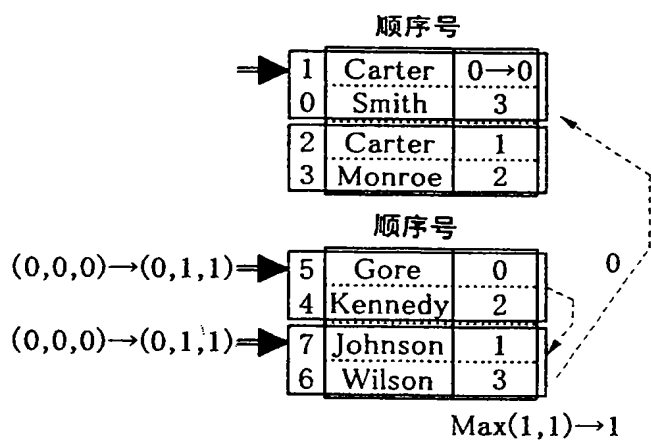 顺序号
1 Carter 0→0
0 Smith 3
2 Carter 1
3 Monroe 2
顺序号
(0,0,0)→(0,1,1) 5 Gore 0
4 Kennedy 2
0
(0,0,0)→(0,1,1) 7 Johnson 1
6 Wilson 3
Max(1,1)→1